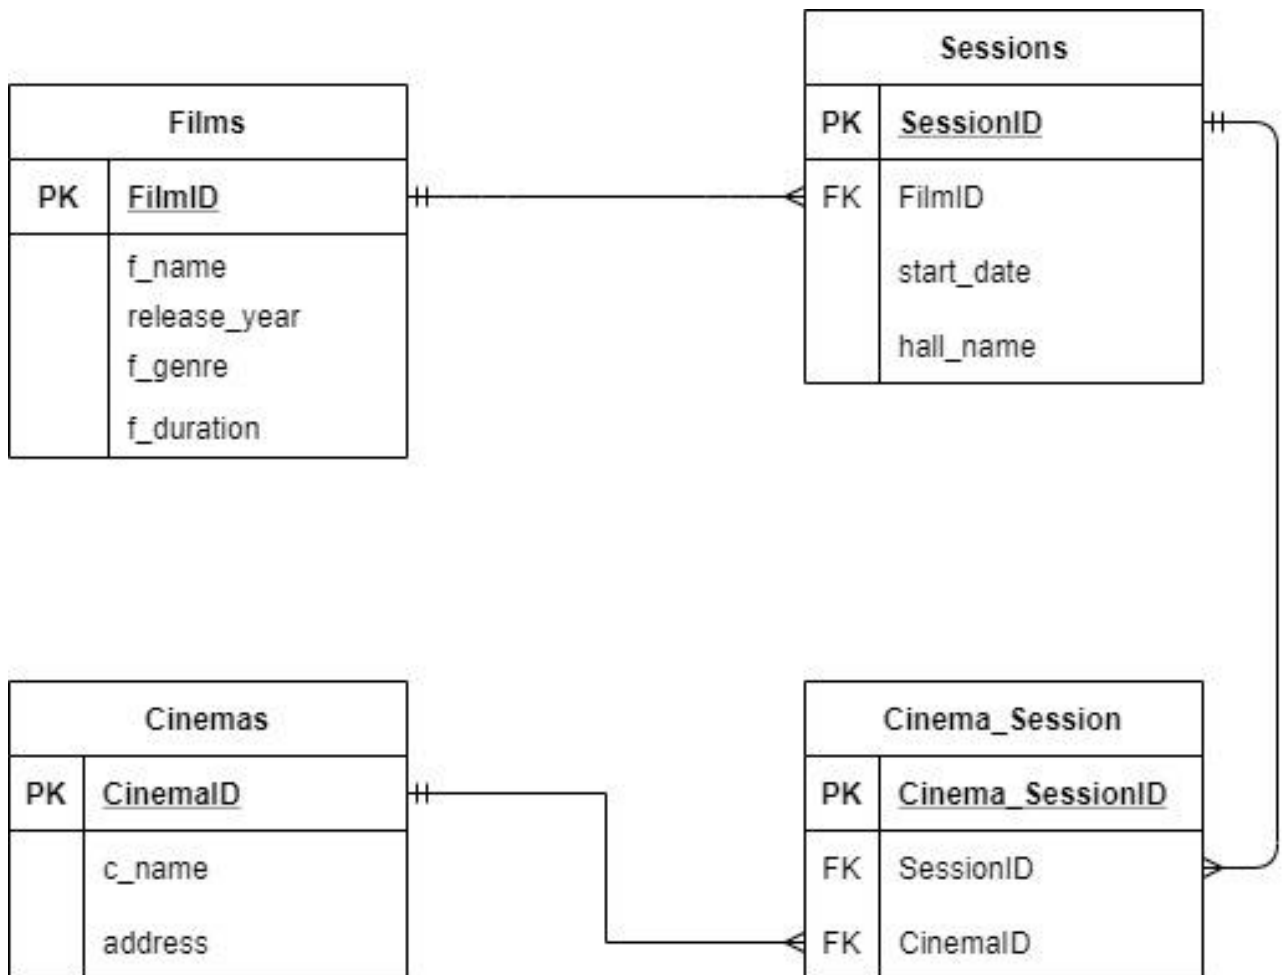 Films
PK FilmID
f_name
release_year
f_genre
f_duration
Sessions
PK SessionID
FK FilmID
start_date
hall_name
Cinemas
PK CinemaID
c_name
address
Cinema_Session
PK Cinema_SessionID
FK SessionID
FK CinemaID